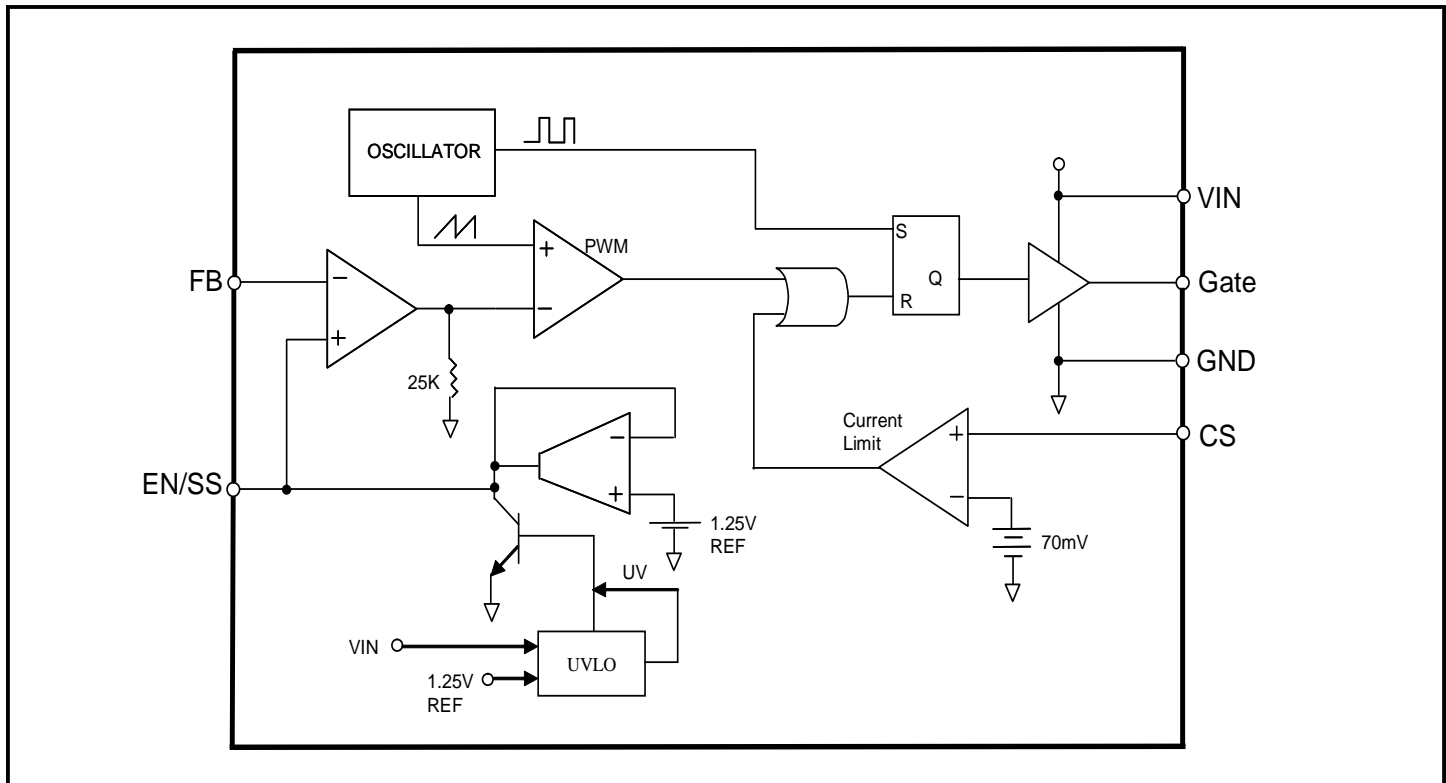 OSCILLATOR
VIN
+
PWM
S
FB
−
Q
Gate
−
R
+
GND
25K
Current
Limit
+
CS
−
EN/SS
+
−
1.25V
REF
70mV
UV
VIN
UVLO
1.25V
REF